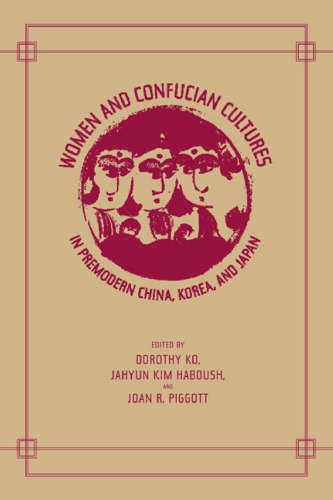 WOMEN AND CONFUCIAN CULTURES
IN PREMODERN CHINA, KOREA, AND JAPAN
EDITED BY
DOROTHY KO,
JAHYUN KIM HABOUSH,
AND
JOAN R. PIGGOTT